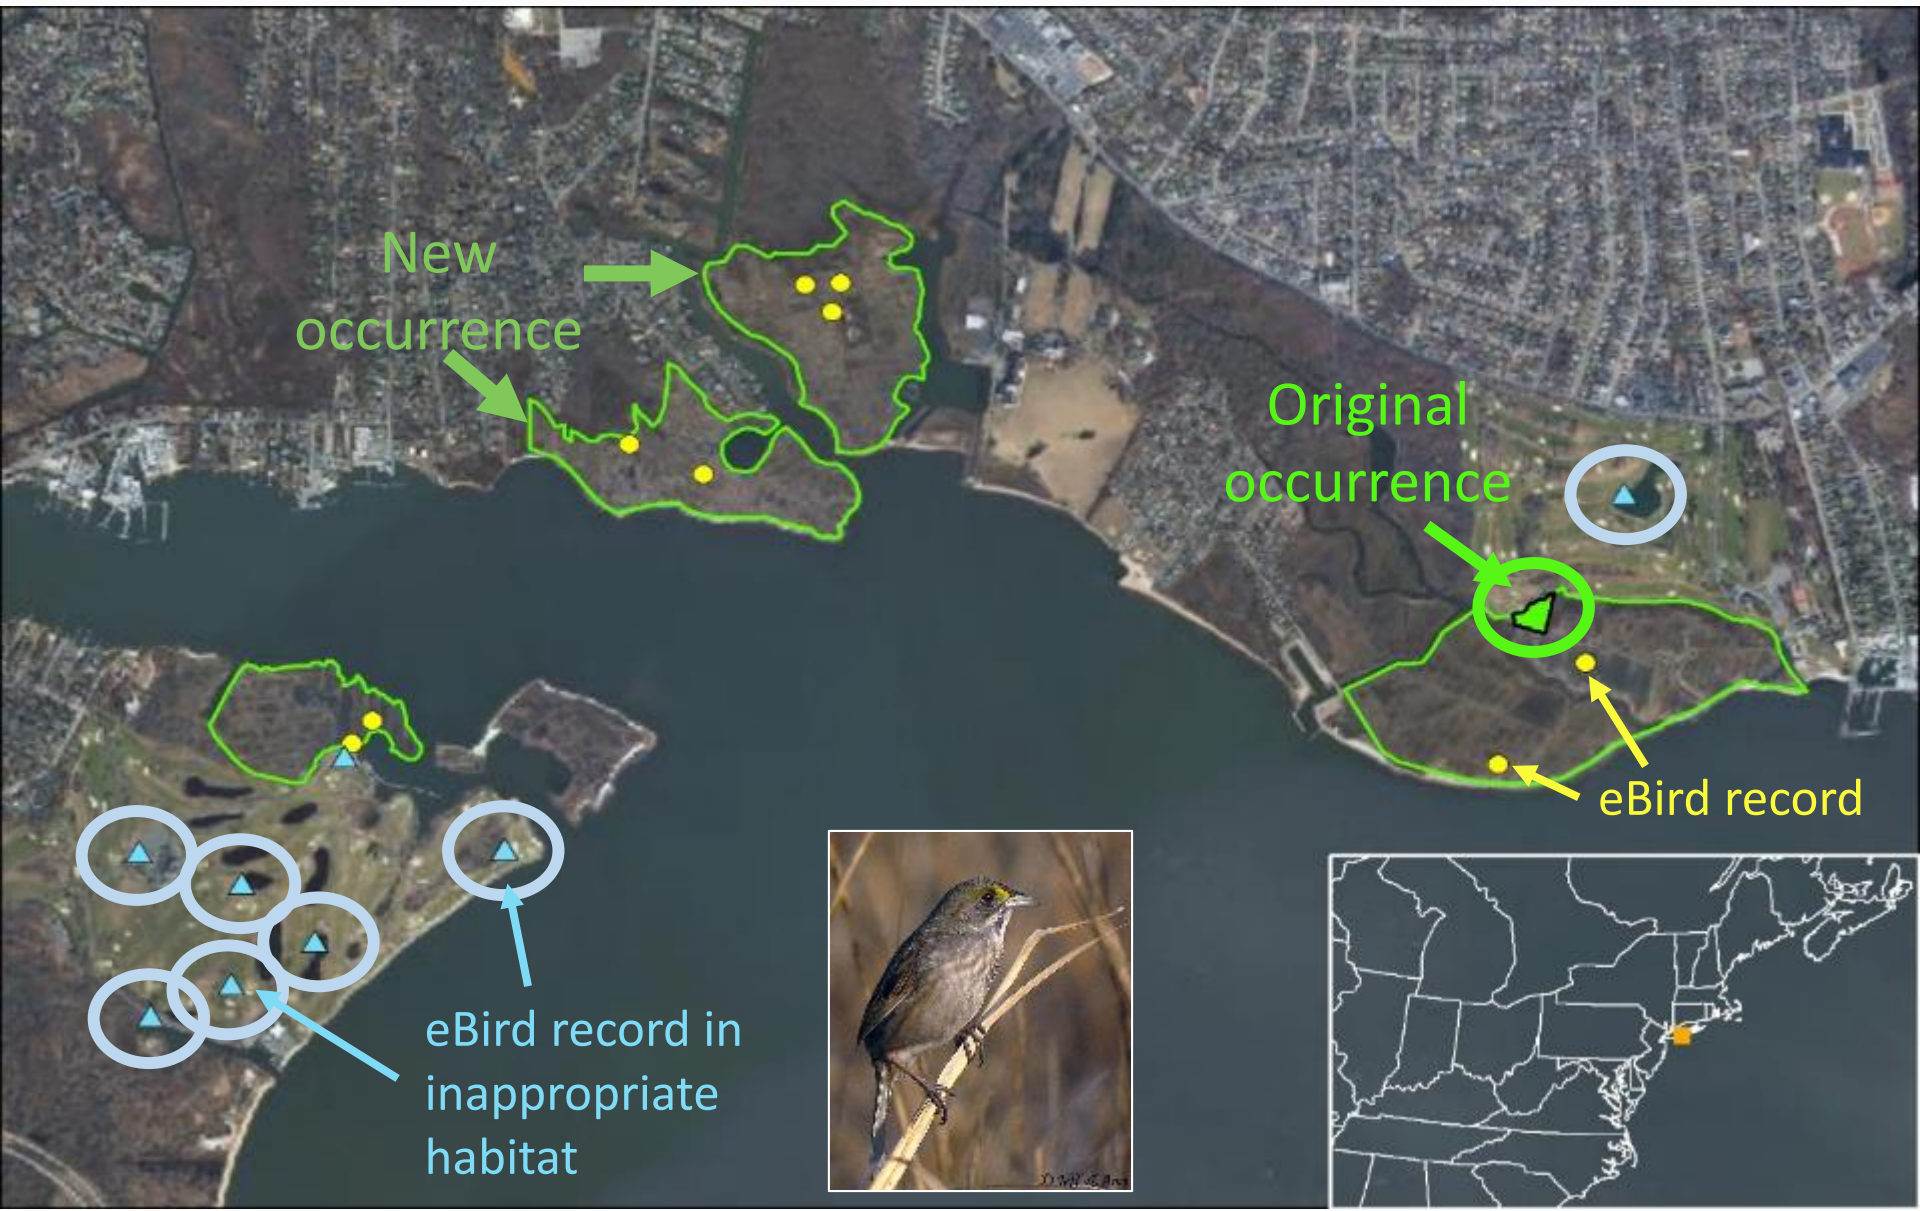 New
occurrence
Original
occurrence
eBird record
eBird record in
inappropriate
habitat